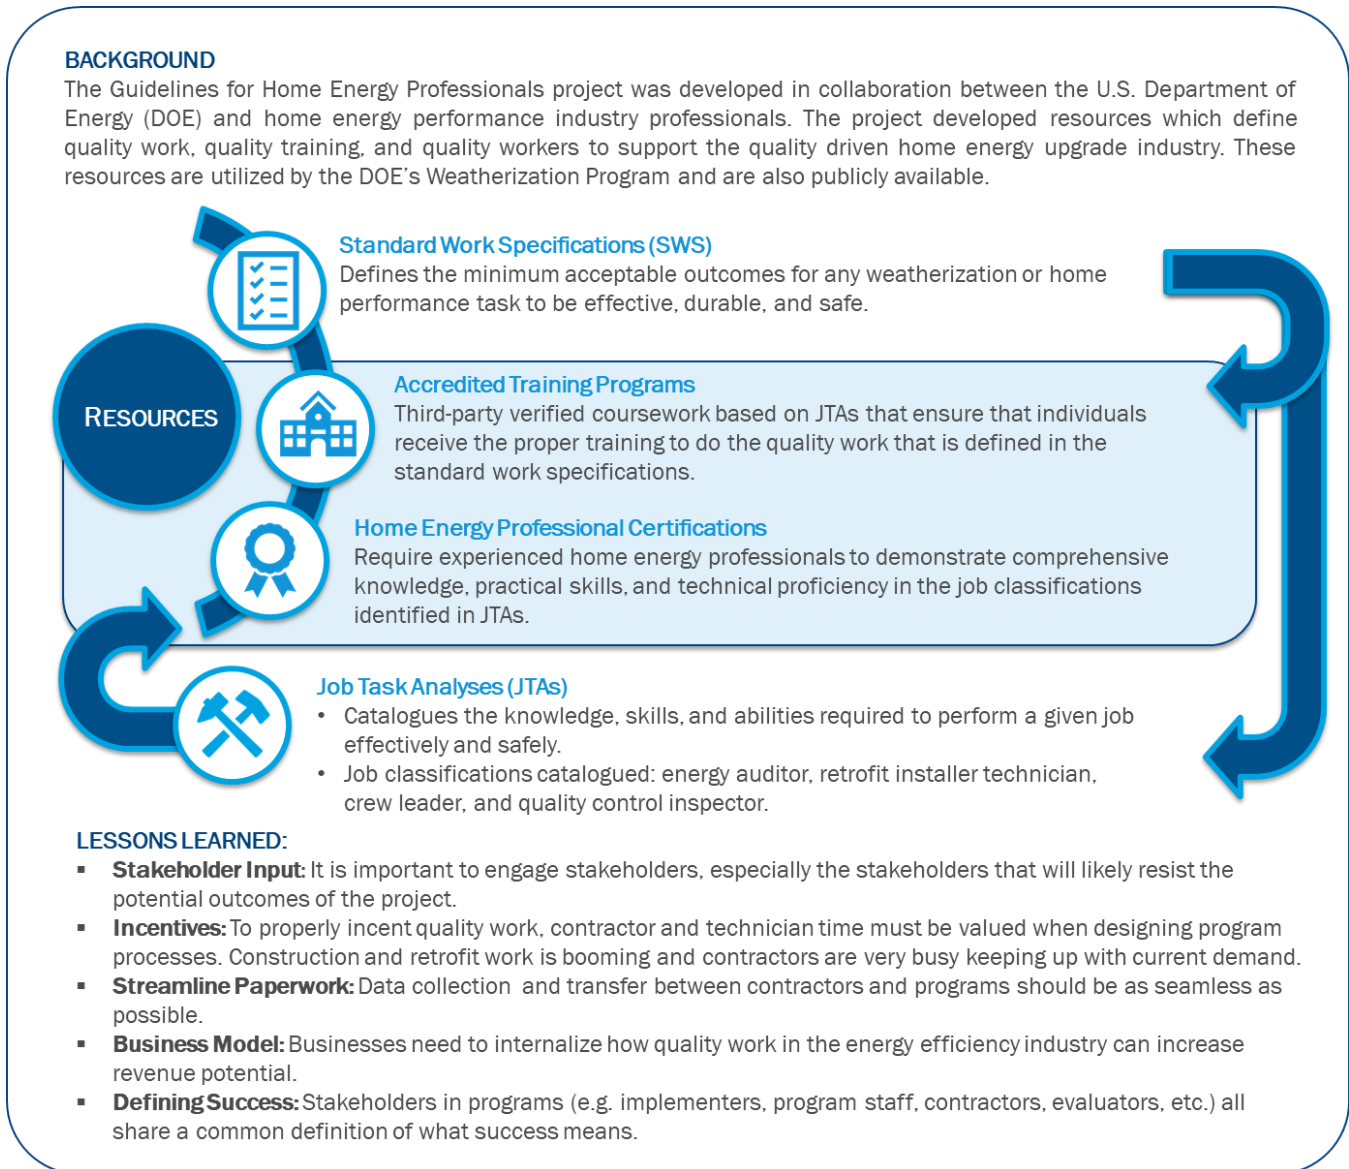 BACKGROUND
The Guidelines for Home Energy Professionals project was developed in collaboration between the U.S. Department of
Energy (DOE) and home energy performance industry professionals. The project developed resources which define
quality work, quality training, and quality workers to support the quality driven home energy upgrade industry. These
resources are utilized by the DOE's Weatherization Program and are also publicly available.
Standard Work Specifications (SWS)
Defines the minimum acceptable outcomes for any weatherization or home
performance task to be effective, durable, and safe.
RESOURCES
Accredited Training Programs
Third-party verified coursework based on JTAs that ensure that individuals
receive the proper training to do the quality work that is defined in the
standard work specifications.
Home Energy Professional Certifications
Require experienced home energy professionals to demonstrate comprehensive
knowledge, practical skills, and technical proficiency in the job classifications
identified in JTAs.
Job Task Analyses (JTAs)
• Catalogues the knowledge, skills, and abilities required to perform a given job
effectively and safely.
• Job classifications catalogued: energy auditor, retrofit installer technician,
crew leader, and quality control inspector.
LESSONS LEARNED:
▪ Stakeholder Input: It is important to engage stakeholders, especially the stakeholders that will likely resist the
potential outcomes of the project.
▪ Incentives: To properly incent quality work, contractor and technician time must be valued when designing program
processes. Construction and retrofit work is booming and contractors are very busy keeping up with current demand.
▪ Streamline Paperwork: Data collection and transfer between contractors and programs should be as seamless as
possible.
▪ Business Model: Businesses need to internalize how quality work in the energy efficiency industry can increase
revenue potential.
▪ Defining Success: Stakeholders in programs (e.g. implementers, program staff, contractors, evaluators, etc.) all
share a common definition of what success means.